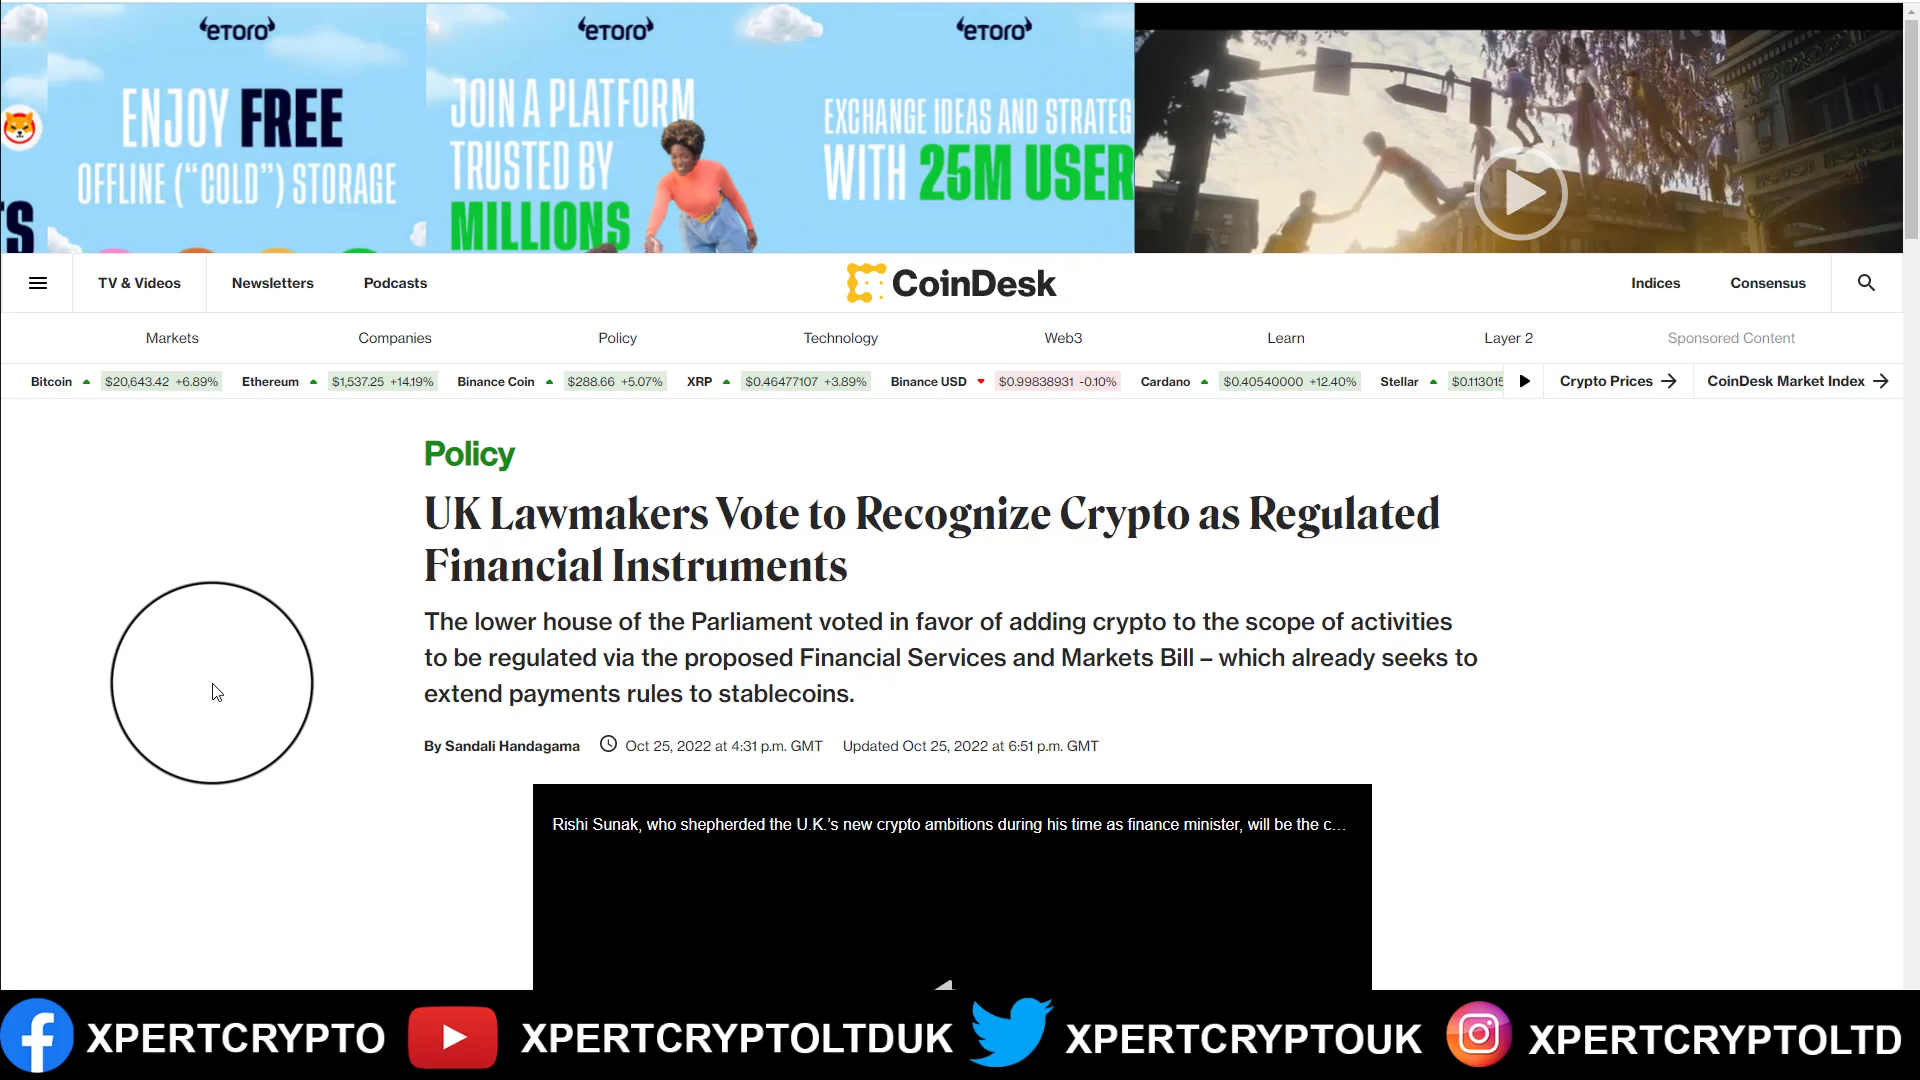 eTORO
ENJOY FREE
OFFLINE ("COLD") STORAGE
TS
eTORO
JOIN A PLATFORM
TRUSTED BY
MILLIONS
eTORO
EXCHANGE IDEAS AND STRATEG
WITH 25M USER
TV & Videos
Newsletters
Podcasts
CoinDesk
Indices
Consensus
Markets
Companies
Policy
Technology
Web3
Learn
Layer 2
Sponsored Content
Bitcoin $20,643.42 +6.89% Ethereum $1,537.25 +14.19% Binance Coin $288.66 +5.07% XRP $0.46477107 +3.89% Binance USD $0.99838931 -0.10% Cardano $0.40540000 +12.40% Stellar $0.113015 Crypto Prices → CoinDesk Market Index →
Policy
UK Lawmakers Vote to Recognize Crypto as Regulated
Financial Instruments
The lower house of the Parliament voted in favor of adding crypto to the scope of activities
to be regulated via the proposed Financial Services and Markets Bill – which already seeks to
extend payments rules to stablecoins.
By Sandali Handagama Oct 25, 2022 at 4:31 p.m. GMT Updated Oct 25, 2022 at 6:51 p.m. GMT
Rishi Sunak, who shepherded the U.K.'s new crypto ambitions during his time as finance minister, will be the c...
XPERTCRYPTO
XPERTCRYPTOLTDUK
XPERTCRYPTOUK
XPERTCRYPTOLTD